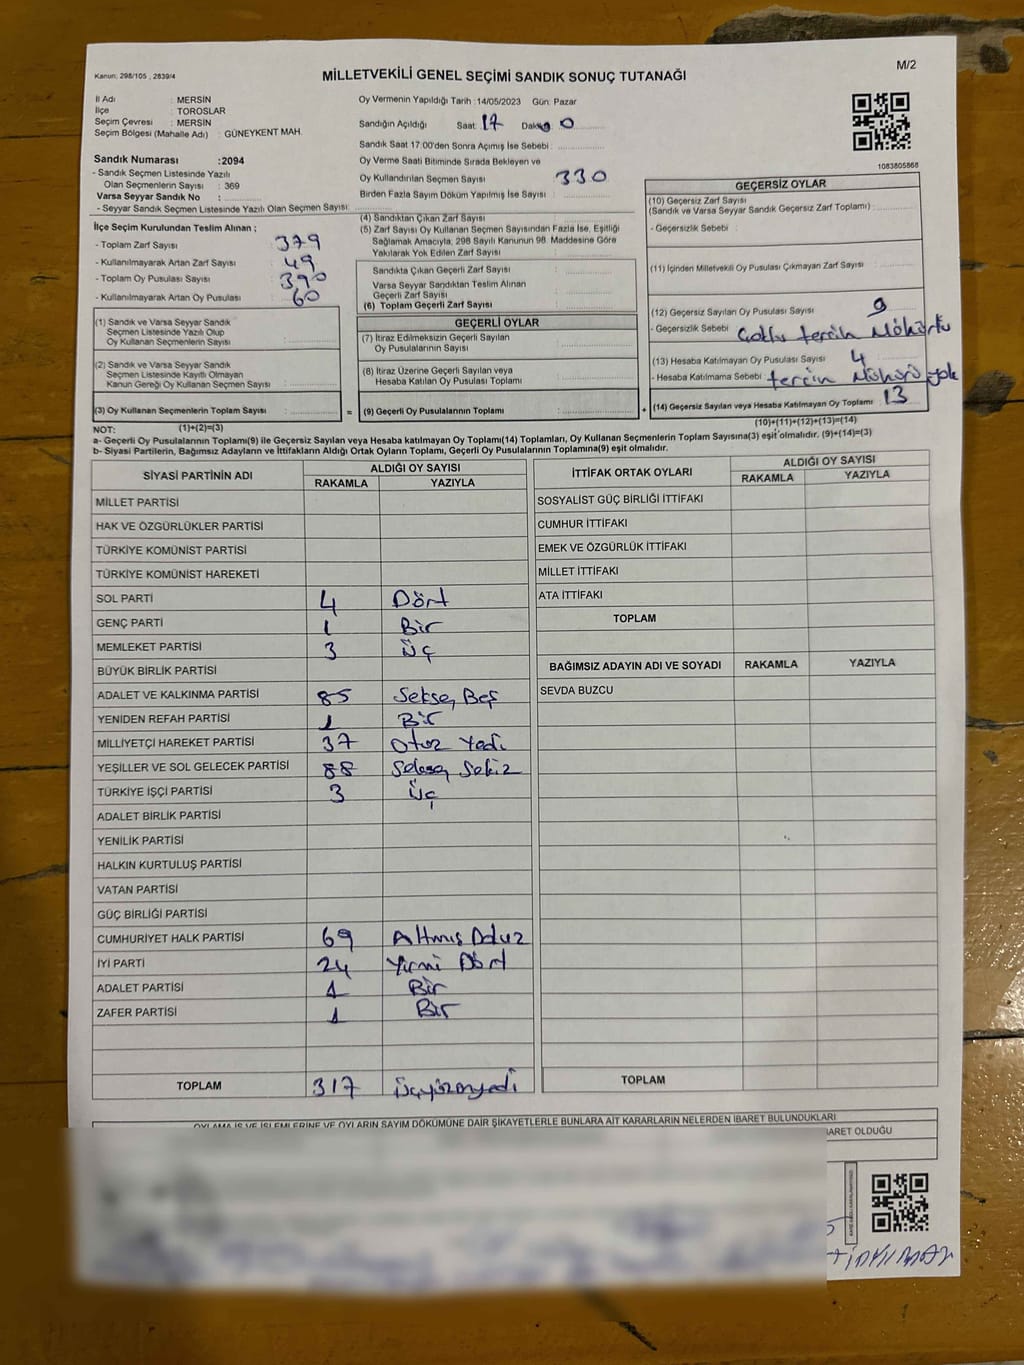 Kanun: 298/105 , 2839/4
MİLLETVEKİLİ GENEL SEÇİMİ SANDIK SONUÇ TUTANAĞI
M/2
İl Adı : MERSİN
İlçe : TOROSLAR
Seçim Çevresi : MERSİN
Seçim Bölgesi (Mahalle Adı) : GÜNEYKENT MAH.
Sandık Numarası :2094
- Sandık Seçmen Listesinde Yazılı
Olan Seçmenlerin Sayısı : 369
Varsa Seyyar Sandık No :
- Seyyar Sandık Seçmen Listesinde Yazılı Olan Seçmen Sayısı:
Oy Vermenin Yapıldığı Tarih :14/05/2023 Gün: Pazar
Sandığın Açıldığı Saat: 17 0
Sandık Saat 17.00'den Sonra Açımış İse Sebebi :
Oy Verme Saati Bitiminde Sırada Bekleyen ve
Oy Kullandırılan Seçmen Sayısı 330
Birden Fazla Sayım Döküm Yapılmış İse Sayısı :
1083805868
İlçe Seçim Kurulundan Teslim Alınan ;
- Toplam Zarf Sayısı 379
- Kullanılmayarak Artan Zarf Sayısı : 49
- Toplam Oy Pusulası Sayısı : 390
- Kullanılmayarak Artan Oy Pusulası : 60
(1) Sandık ve Varsa Seyyar Sandık
Seçmen Listesinde Yazılı Olup
Oy Kullanan Seçmenlerin Sayısı :
(2) Sandık ve Varsa Seyyar Sandık
Seçmen Listesinde Kayıtlı Olmayan
Kanun Gereği Oy Kullanan Seçmen Sayısı :
(3) Oy Kullanan Seçmenlerin Toplam Sayısı :
(4) Sandıktan Çıkan Zarf Sayısı :
(5) Zarf Sayısı Oy Kullanan Seçmen Sayısından Fazla İse, Eşitliği
Sağlamak Amacıyla, 298 Sayılı Kanunun 98. Maddesine Göre
Yakılarak Yok Edilen Zarf Sayısı :
Sandıkta Çıkan Geçerli Zarf Sayısı :
Varsa Seyyar Sandıktan Teslim Alınan
Geçerli Zarf Sayısı :
(6) Toplam Geçerli Zarf Sayısı :
GEÇERLİ OYLAR
(7) İtiraz Edilmeksizin Geçerli Sayılan
Oy Pusulalarının Sayısı :
(8) İtiraz Üzerine Geçerli Sayılan veya
Hesaba Katılan Oy Pusulası Toplamı :
= (9) Geçerli Oy Pusulalarının Toplamı :
GEÇERSİZ OYLAR
(10) Geçersiz Zarf Sayısı
(Sandık ve Varsa Seyyar Sandık Geçersiz Zarf Toplamı) :
- Geçersizlik Sebebi :
(11) İçinden Milletvekili Oy Pusulası Çıkmayan Zarf Sayısı :
(12) Geçersiz Sayılan Oy Pusulası Sayısı : 9
- Geçersizlik Sebebi : Çoklu tercih Mühürlü
(13) Hesaba Katılmayan Oy Pusulası Sayısı : 4
- Hesaba Katılmama Sebebi : tercih Mührü yok
+ (14) Geçersiz Sayılan veya Hesaba Katılmayan Oy Toplamı : 13
NOT: (1)+(2)=(3)
(10)+(11)+(12)+(13)=(14)
a- Geçerli Oy Pusulalarının Toplamı(9) ile Geçersiz Sayılan veya Hesaba katılmayan Oy Toplamı(14) Toplamları, Oy Kullanan Seçmenlerin Toplam Sayısına(3) eşit olmalıdır. (9)+(14)=(3)
b- Siyasi Partilerin, Bağımsız Adayların ve İttifakların Aldığı Ortak Oyların Toplamı, Geçerli Oy Pusulalarının Toplamına(9) eşit olmalıdır.
SİYASİ PARTİNİN ADI ALDIĞI OY SAYISI
RAKAMLA YAZIYLA
MİLLET PARTİSİ
HAK VE ÖZGÜRLÜKLER PARTİSİ
TÜRKİYE KOMÜNİST PARTİSİ
TÜRKİYE KOMÜNİST HAREKETİ
SOL PARTİ 4 Dört
GENÇ PARTİ 1 Bir
MEMLEKET PARTİSİ 3 Üç
BÜYÜK BİRLİK PARTİSİ
ADALET VE KALKINMA PARTİSİ 85 Seksen Beş
YENİDEN REFAH PARTİSİ 1 Bir
MİLLİYETÇİ HAREKET PARTİSİ 37 Otuz Yedi
YEŞİLLER VE SOL GELECEK PARTİSİ 88 Seksen Sekiz
TÜRKİYE İŞÇİ PARTİSİ 3 Üç
ADALET BİRLİK PARTİSİ
YENİLİK PARTİSİ
HALKIN KURTULUŞ PARTİSİ
VATAN PARTİSİ
GÜÇ BİRLİĞİ PARTİSİ
CUMHURİYET HALK PARTİSİ 69 Altmış Dokuz
İYİ PARTİ 24 Yirmi Dört
ADALET PARTİSİ 1 Bir
ZAFER PARTİSİ 1 Bir
TOPLAM 317 üçyüzonyedi
İTTİFAK ORTAK OYLARI ALDIĞI OY SAYISI
RAKAMLA YAZIYLA
SOSYALİST GÜÇ BİRLİĞİ İTTİFAKI
CUMHUR İTTİFAKI
EMEK VE ÖZGÜRLÜK İTTİFAKI
MİLLET İTTİFAKI
ATA İTTİFAKI
TOPLAM
BAĞIMSIZ ADAYIN ADI VE SOYADI RAKAMLA YAZIYLA
SEVDA BUZCU
TOPLAM
OYLAMA İŞ VE İŞLEMLERİNE VE OYLARIN SAYIM DÖKÜMÜNE DAİR ŞİKAYETLERLE BUNLARA AİT KARARLARIN NELERDEN İBARET BULUNDUKLARI
BARET OLDUĞU